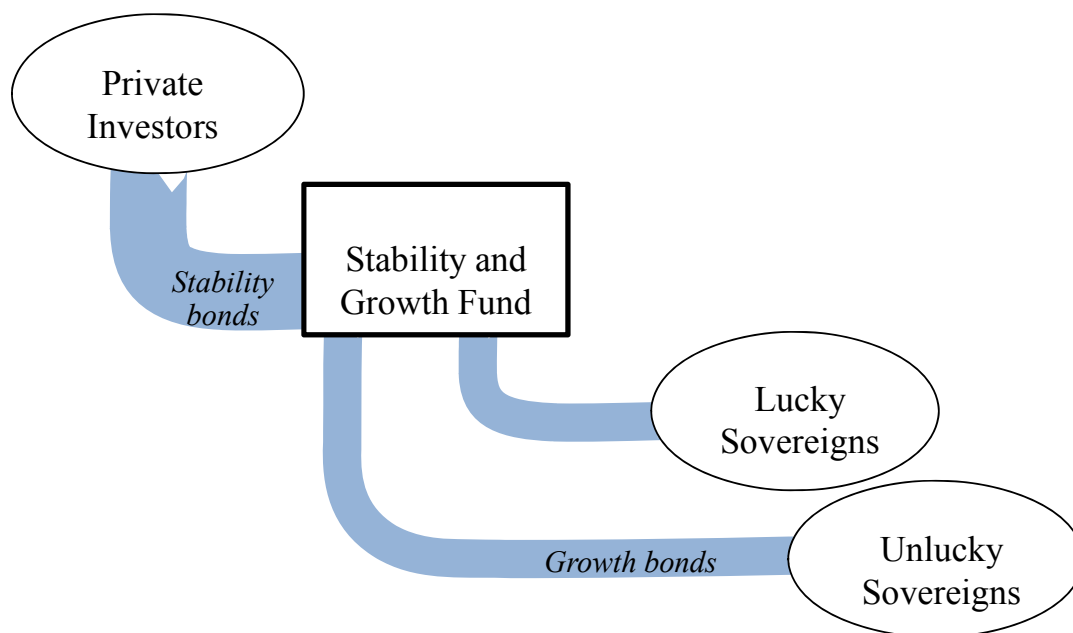 Private
Investors
Stability and
Growth Fund
Stability
bonds
Lucky
Sovereigns
Growth bonds
Unlucky
Sovereigns